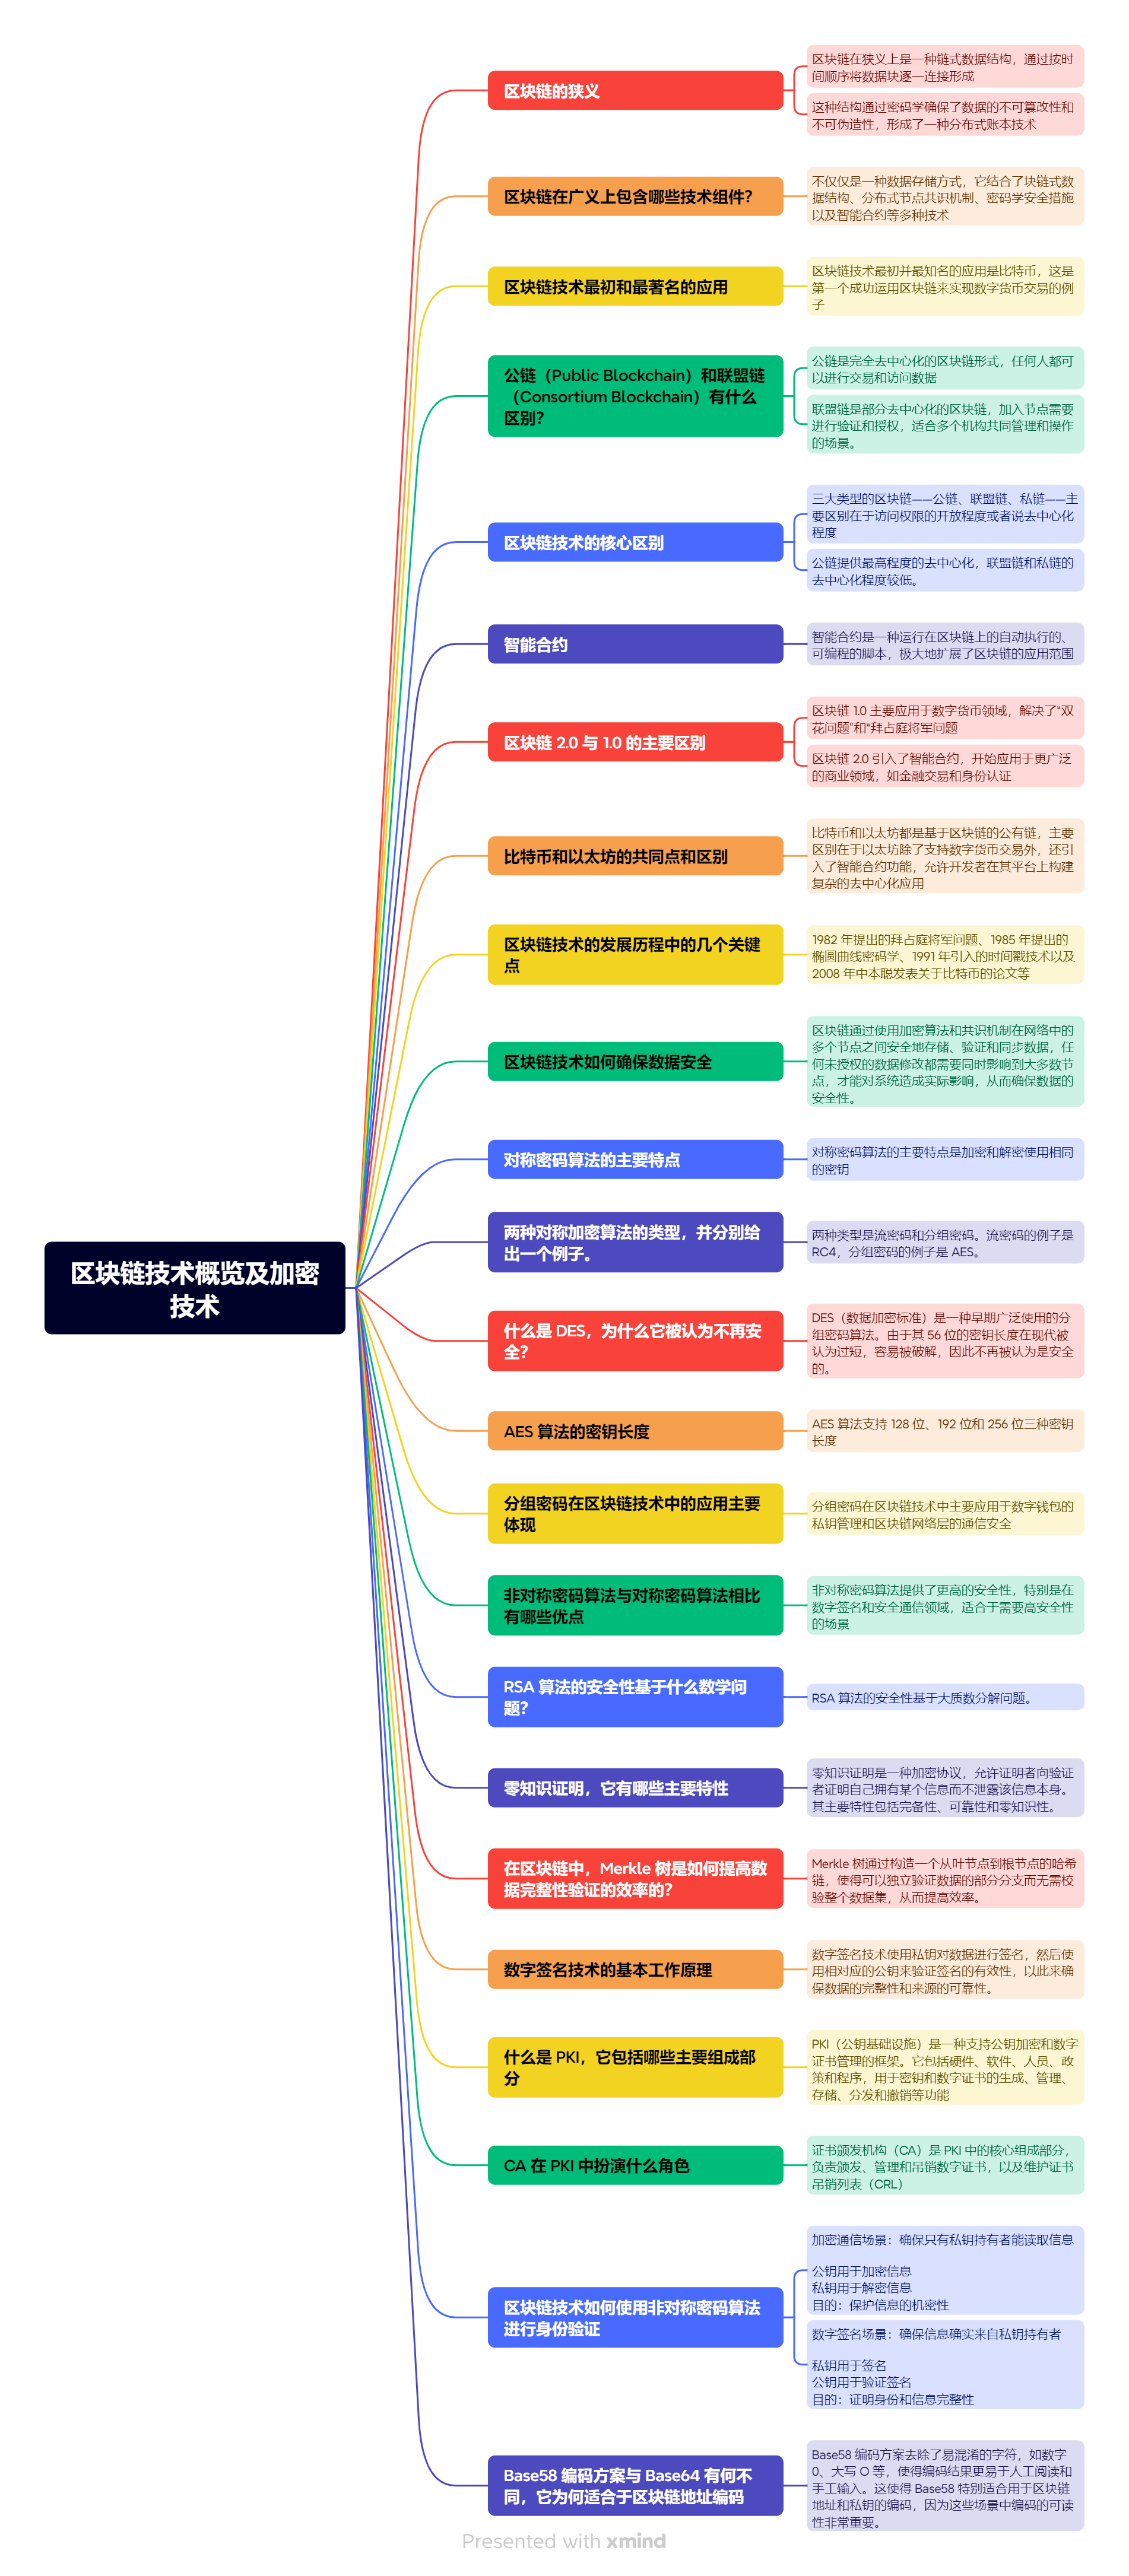 区块链技术概览及加密
技术
区块链的狭义
区块链在狭义上是一种链式数据结构，通过按时
间顺序将数据块逐一连接形成
这种结构通过密码学确保了数据的不可篡改性和
不可伪造性，形成了一种分布式账本技术
区块链在广义上包含哪些技术组件？
不仅仅是一种数据存储方式，它结合了块链式数
据结构、分布式节点共识机制、密码学安全措施
以及智能合约等多种技术
区块链技术最初和最著名的应用
区块链技术最初并最知名的应用是比特币，这是
第一个成功运用区块链来实现数字货币交易的例
子
公链（Public Blockchain）和联盟链
（Consortium Blockchain）有什么
区别？
公链是完全去中心化的区块链形式，任何人都可
以进行交易和访问数据
联盟链是部分去中心化的区块链，加入节点需要
进行验证和授权，适合多个机构共同管理和操作
的场景。
区块链技术的核心区别
三大类型的区块链——公链、联盟链、私链——主
要区别在于访问权限的开放程度或者说去中心化
程度
公链提供最高程度的去中心化，联盟链和私链的
去中心化程度较低。
智能合约
智能合约是一种运行在区块链上的自动执行的、
可编程的脚本，极大地扩展了区块链的应用范围
区块链 2.0 与 1.0 的主要区别
区块链 1.0 主要应用于数字货币领域，解决了“双
花问题”和“拜占庭将军问题
区块链 2.0 引入了智能合约，开始应用于更广泛
的商业领域，如金融交易和身份认证
比特币和以太坊的共同点和区别
比特币和以太坊都是基于区块链的公有链，主要
区别在于以太坊除了支持数字货币交易外，还引
入了智能合约功能，允许开发者在其平台上构建
复杂的去中心化应用
区块链技术的发展历程中的几个关键
点
1982 年提出的拜占庭将军问题、1985 年提出的
椭圆曲线密码学、1991 年引入的时间戳技术以及
2008 年中本聪发表关于比特币的论文等
区块链技术如何确保数据安全
区块链通过使用加密算法和共识机制在网络中的
多个节点之间安全地存储、验证和同步数据，任
何未授权的数据修改都需要同时影响到大多数节
点，才能对系统造成实际影响，从而确保数据的
安全性。
对称密码算法的主要特点
对称密码算法的主要特点是加密和解密使用相同
的密钥
两种对称加密算法的类型，并分别给
出一个例子。
两种类型是流密码和分组密码。流密码的例子是
RC4，分组密码的例子是 AES。
什么是 DES，为什么它被认为不再安
全？
DES（数据加密标准）是一种早期广泛使用的分
组密码算法。由于其 56 位的密钥长度在现代被
认为过短，容易被破解，因此不再被认为是安全
的。
AES 算法的密钥长度
AES 算法支持 128 位、192 位和 256 位三种密钥
长度
分组密码在区块链技术中的应用主要
体现
分组密码在区块链技术中主要应用于数字钱包的
私钥管理和区块链网络层的通信安全
非对称密码算法与对称密码算法相比
有哪些优点
非对称密码算法提供了更高的安全性，特别是在
数字签名和安全通信领域，适合于需要高安全性
的场景
RSA 算法的安全性基于什么数学问
题？
RSA 算法的安全性基于大质数分解问题。
零知识证明，它有哪些主要特性
零知识证明是一种加密协议，允许证明者向验证
者证明自己拥有某个信息而不泄露该信息本身。
其主要特性包括完备性、可靠性和零知识性。
在区块链中，Merkle 树是如何提高数
据完整性验证的效率的？
Merkle 树通过构造一个从叶节点到根节点的哈希
链，使得可以独立验证数据的部分分支而无需校
验整个数据集，从而提高效率。
数字签名技术的基本工作原理
数字签名技术使用私钥对数据进行签名，然后使
用相对应的公钥来验证签名的有效性，以此来确
保数据的完整性和来源的可靠性。
什么是 PKI，它包括哪些主要组成部
分
PKI（公钥基础设施）是一种支持公钥加密和数字
证书管理的框架。它包括硬件、软件、人员、政
策和程序，用于密钥和数字证书的生成、管理、
存储、分发和撤销等功能
CA 在 PKI 中扮演什么角色
证书颁发机构（CA）是 PKI 中的核心组成部分，
负责颁发、管理和吊销数字证书，以及维护证书
吊销列表（CRL）
区块链技术如何使用非对称密码算法
进行身份验证
加密通信场景：确保只有私钥持有者能读取信息
公钥用于加密信息
私钥用于解密信息
目的：保护信息的机密性
数字签名场景：确保信息确实来自私钥持有者
私钥用于签名
公钥用于验证签名
目的：证明身份和信息完整性
Base58 编码方案与 Base64 有何不
同，它为何适合于区块链地址编码
Base58 编码方案去除了易混淆的字符，如数字
0、大写 O 等，使得编码结果更易于人工阅读和
手工输入。这使得 Base58 特别适合用于区块链
地址和私钥的编码，因为这些场景中编码的可读
性非常重要。
Presented with xmind